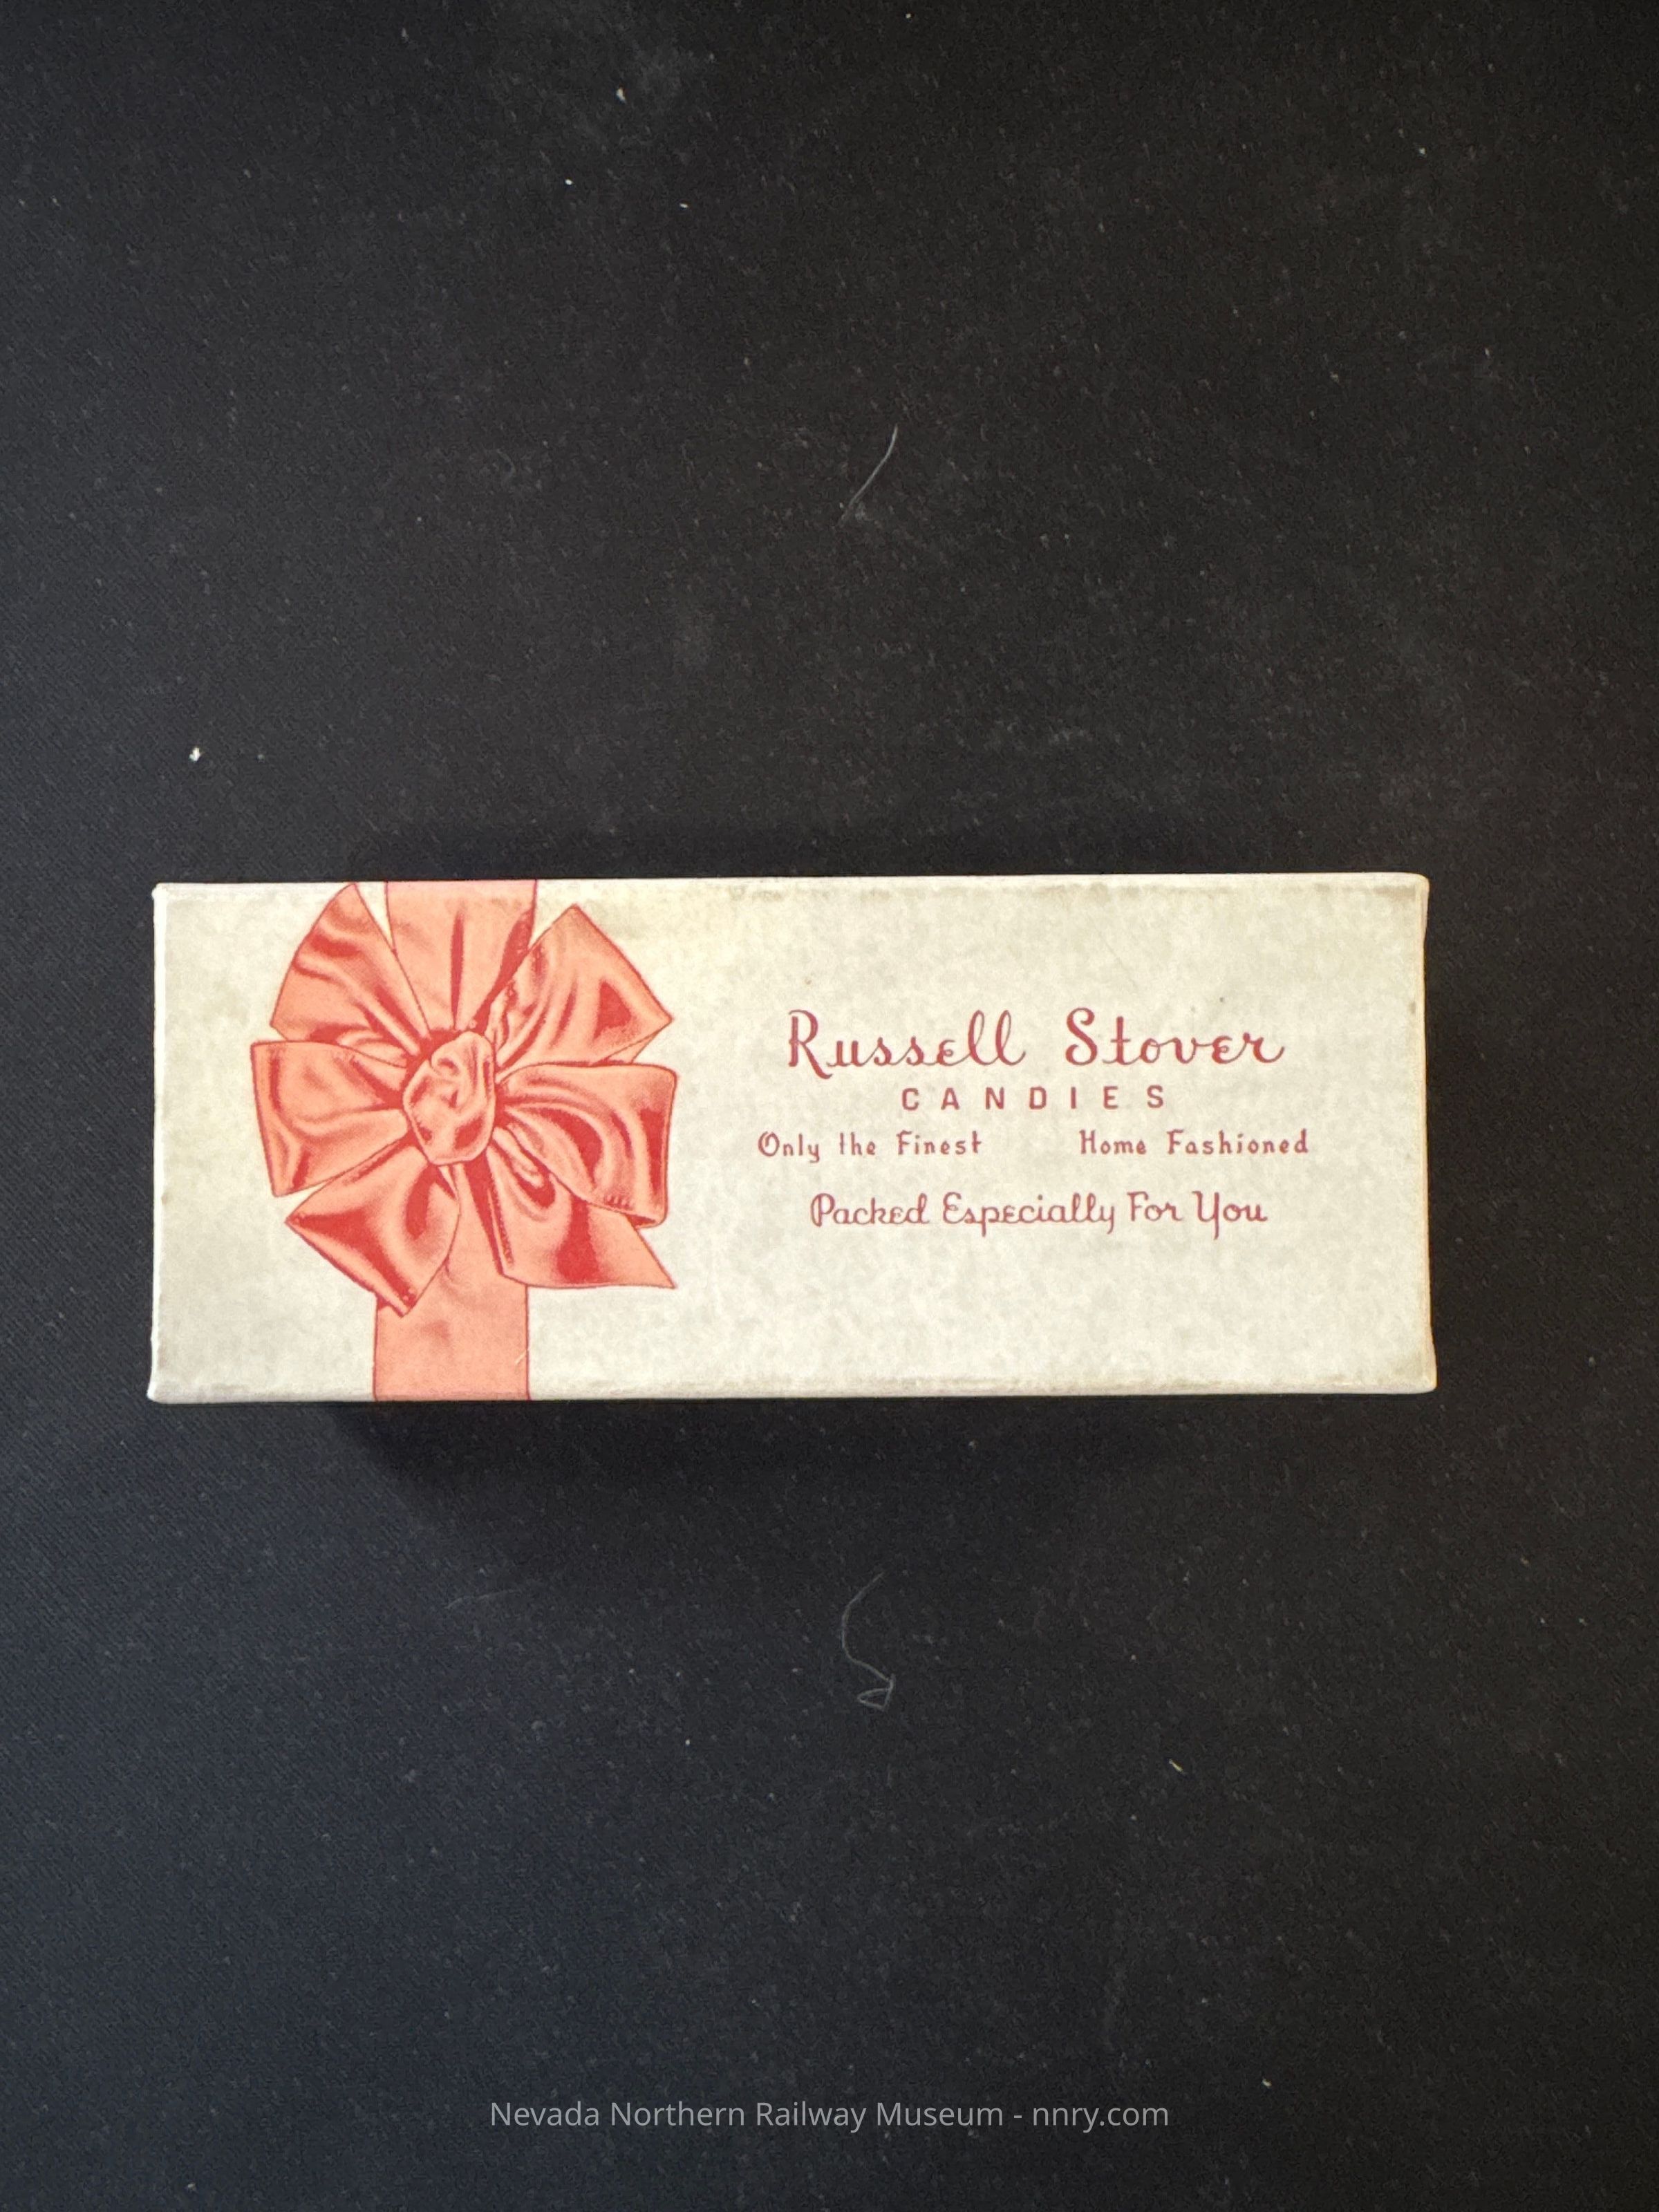 Russell Stover
CANDIES
Only the Finest Home Fashioned
Packed Especially For You
Nevada Northern Railway Museum - nnry.com